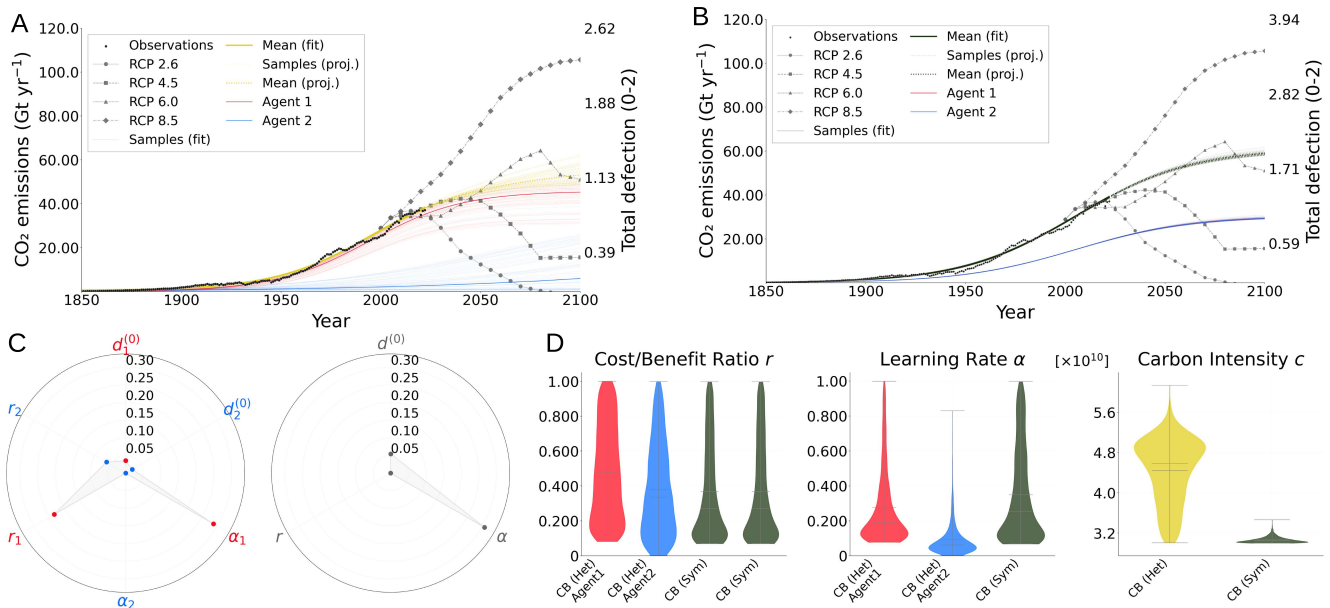 A
120.0
100.0
80.00
60.00
40.00
20.00
CO₂ emissions (Gt yr⁻¹)
Observations
RCP 2.6
RCP 4.5
RCP 6.0
RCP 8.5
Samples (fit)
Mean (fit)
Samples (proj.)
Mean (proj.)
Agent 1
Agent 2
2.62
1.88
1.13
0.39
Total defection (0-2)
1850
1900
1950
2000
2050
2100
Year
B
120.0
100.0
80.00
60.00
40.00
20.00
CO₂ emissions (Gt yr⁻¹)
Observations
RCP 2.6
RCP 4.5
RCP 6.0
RCP 8.5
Samples (fit)
Mean (fit)
Samples (proj.)
Mean (proj.)
Agent 1
Agent 2
3.94
2.82
1.71
0.59
Total defection (0-2)
1850
1900
1950
2000
2050
2100
Year
C
d₁⁽⁰⁾
0.30
0.25
0.20
0.15
0.10
0.05
r₂
d₂⁽⁰⁾
r₁
α₁
α₂
d⁽⁰⁾
0.30
0.25
0.20
0.15
0.10
0.05
r
α
D
Cost/Benefit Ratio r
1.00
0.800
0.600
0.400
0.200
0
CB (Het)
Agent1
CB (Het)
Agent2
CB (Sym)
CB (Sym)
Learning Rate α
1.00
0.800
0.600
0.400
0.200
0
CB (Het)
Agent1
CB (Het)
Agent2
CB (Sym)
[×10¹⁰]
Carbon Intensity c
5.6
4.8
4.0
3.2
CB (Het)
CB (Sym)